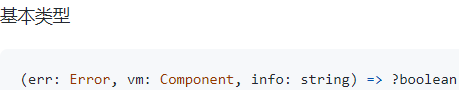 基本类型
(err: Error, vm: Component, info: string) => ?boolean